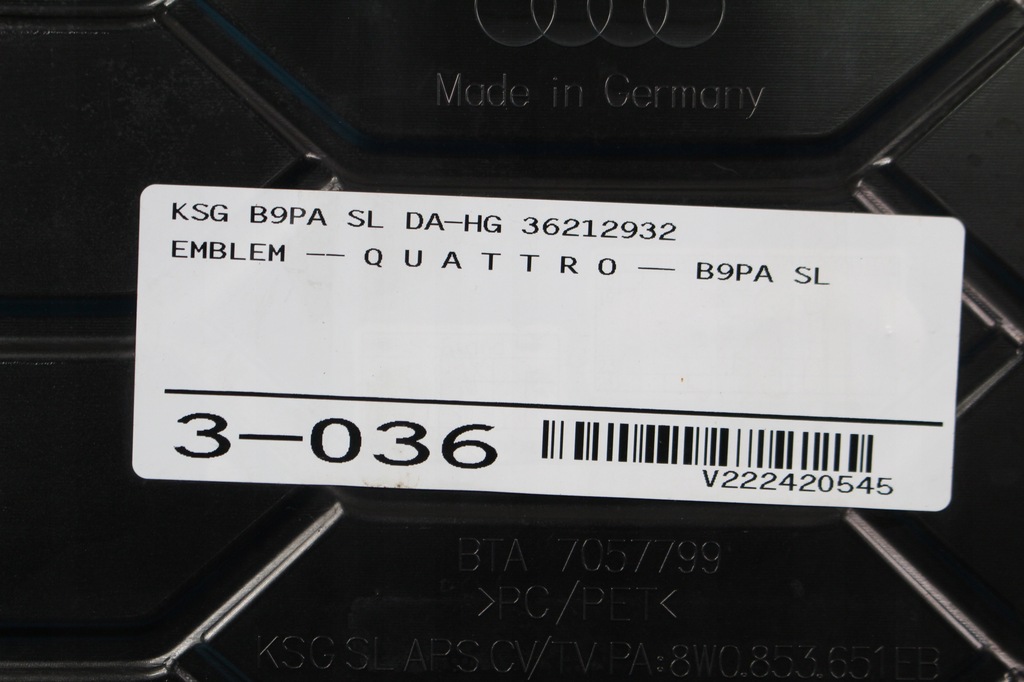 Made in Germany
KSG B9PA SL DA-HG 36212932
EMBLEM -- Q U A T T R O -- B9PA SL
3-036
V222420545
BTA 7057799
>PC/PET<
KSG SL APS CV/TV PA:8W0.853.651EB